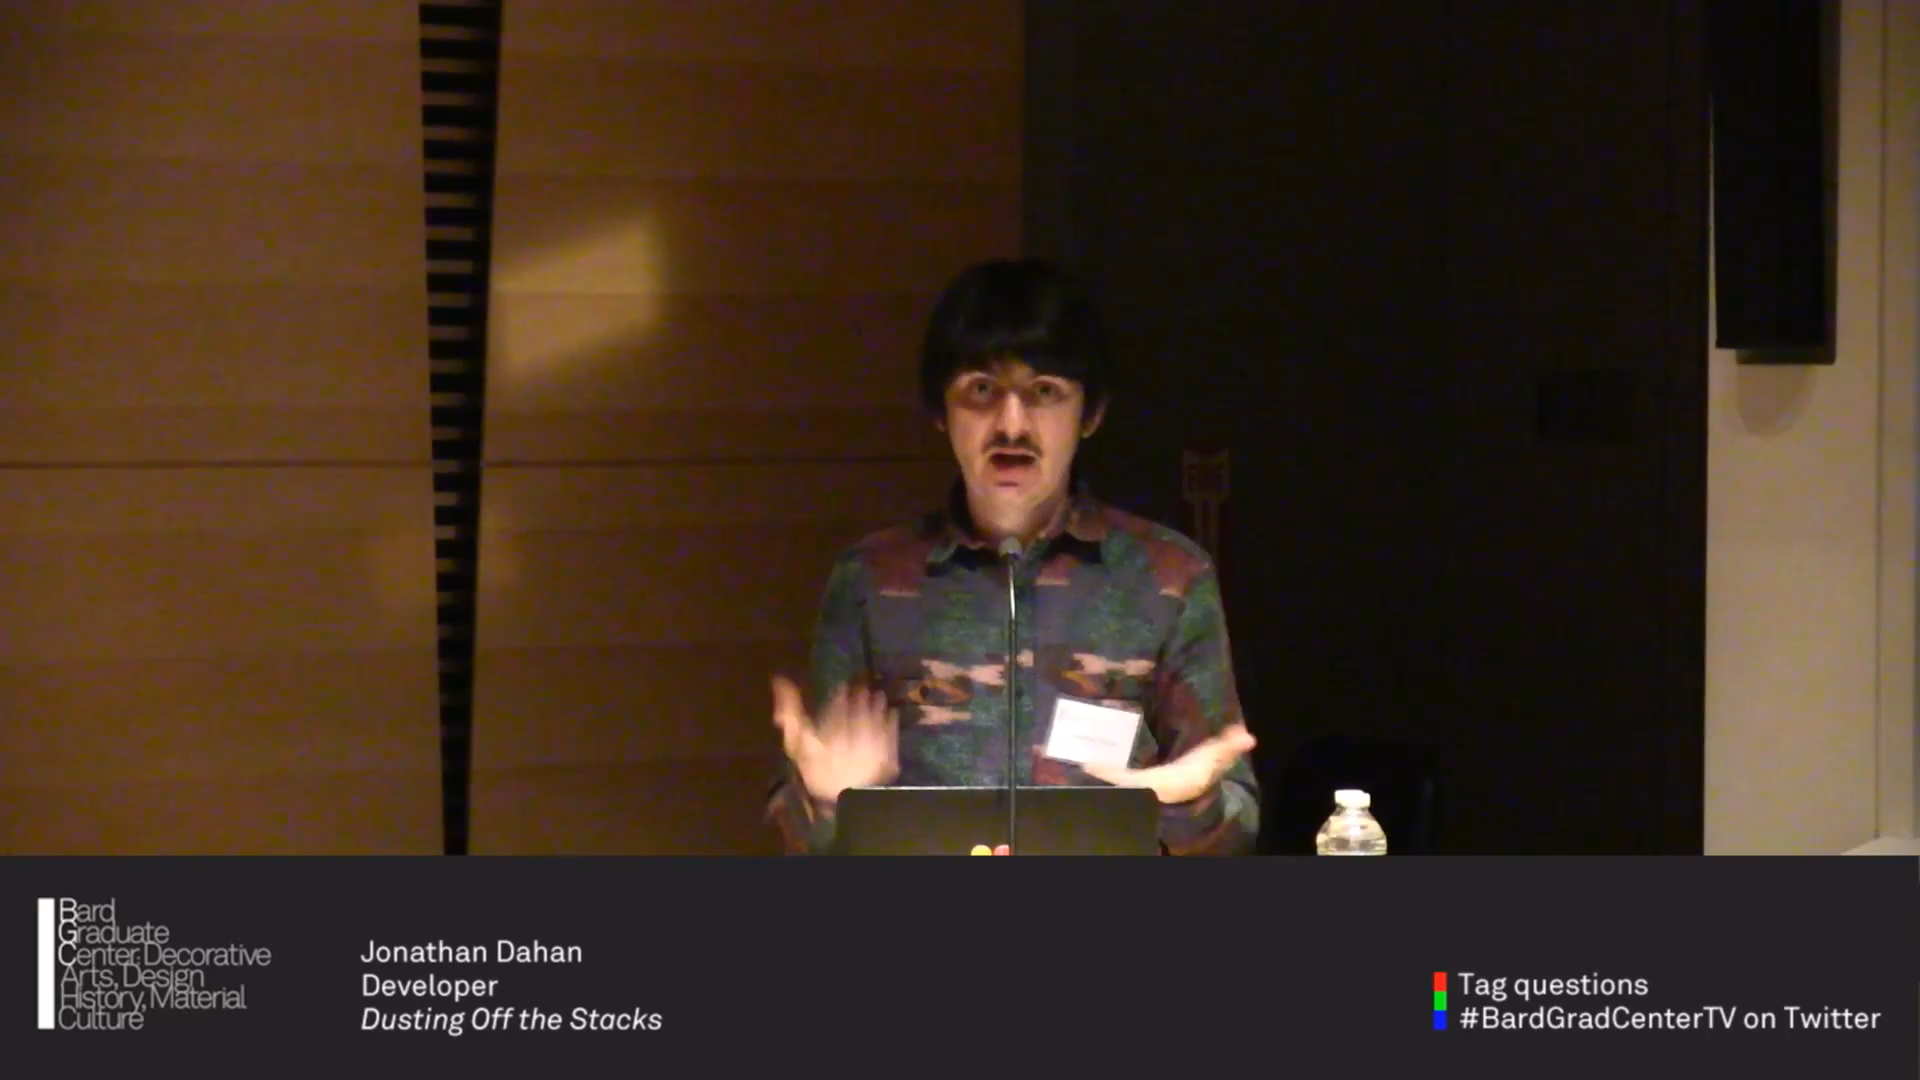 Bard
Graduate
Center: Decorative
Arts, Design
History, Material
Culture
Jonathan Dahan
Developer
Dusting Off the Stacks
Tag questions
#BardGradCenterTV on Twitter